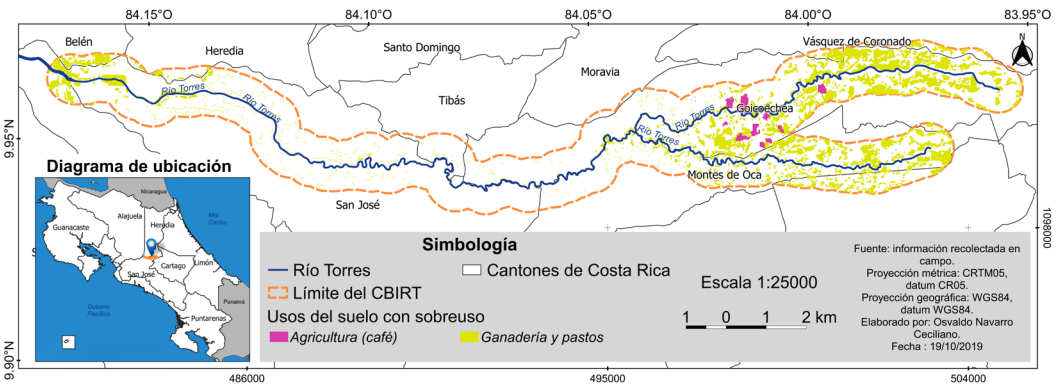 84.15°O
84.10°O
84.05°O
84.00°O
83.95°O
Belén
Heredia
Santo Domingo
Vásquez de Coronado
Moravia
N
Río Torres
Río Torres
Tibás
Río Torres
Goicoechea
Río Torres
9.95°N
Montes de Oca
San José
Diagrama de ubicación
Nicaragua
Alajuela
Heredia
Mar
Caribe
Guanacaste
Limón
Cartago
San José
Océano
Pacífico
Panamá
Puntarenas
1098000
Simbología
Río Torres
Cantones de Costa Rica
Límite del CBIRT
Usos del suelo con sobreuso
Agricultura (café)
Ganadería y pastos
Escala 1:25000
1 0 1 2 km
Fuente: información recolectada en
campo.
Proyección métrica: CRTM05,
datum CR05.
Proyección geográfica: WGS84,
datum WGS84.
Elaborado por: Osvaldo Navarro
Ceciliano.
Fecha : 19/10/2019
9.90°N
486000
495000
504000